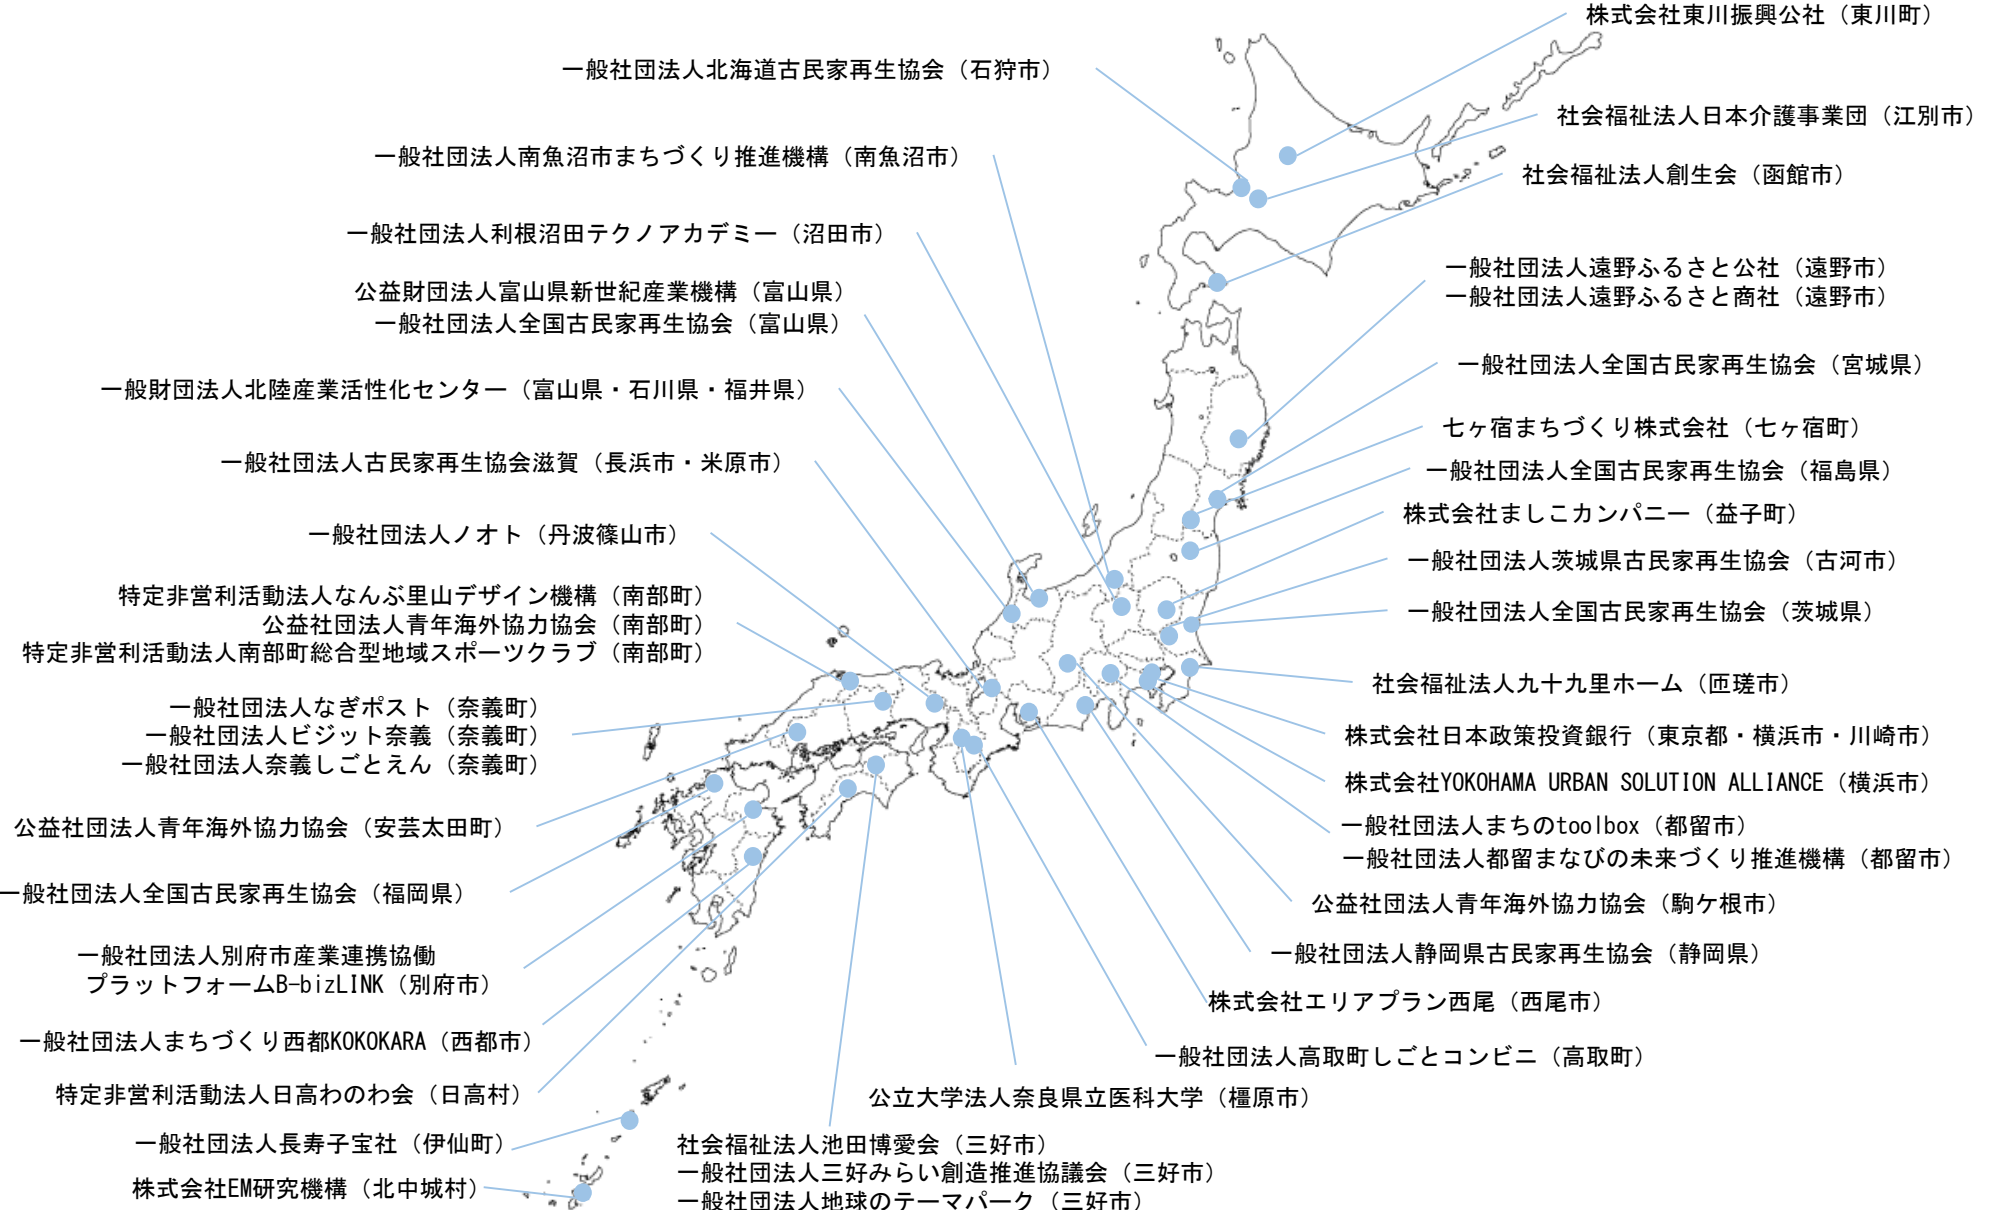 株式会社東川振興公社（東川町）
一般社団法人北海道古民家再生協会（石狩市）
社会福祉法人日本介護事業団（江別市）
一般社団法人南魚沼市まちづくり推進機構（南魚沼市）
社会福祉法人創生会（函館市）
一般社団法人利根沼田テクノアカデミー（沼田市）
一般社団法人遠野ふるさと公社（遠野市）
一般社団法人遠野ふるさと商社（遠野市）
公益財団法人富山県新世紀産業機構（富山県）
一般社団法人全国古民家再生協会（富山県）
一般社団法人全国古民家再生協会（宮城県）
一般財団法人北陸産業活性化センター（富山県・石川県・福井県）
七ヶ宿まちづくり株式会社（七ヶ宿町）
一般社団法人古民家再生協会滋賀（長浜市・米原市）
一般社団法人全国古民家再生協会（福島県）
株式会社ましこカンパニー（益子町）
一般社団法人ノオト（丹波篠山市）
一般社団法人茨城県古民家再生協会（古河市）
特定非営利活動法人なんぶ里山デザイン機構（南部町）
公益社団法人青年海外協力協会（南部町）
特定非営利活動法人南部町総合型地域スポーツクラブ（南部町）
一般社団法人全国古民家再生協会（茨城県）
社会福祉法人九十九里ホーム（匝瑳市）
一般社団法人なぎポスト（奈義町）
一般社団法人ビジット奈義（奈義町）
一般社団法人奈義しごとえん（奈義町）
株式会社日本政策投資銀行（東京都・横浜市・川崎市）
株式会社YOKOHAMA URBAN SOLUTION ALLIANCE（横浜市）
公益社団法人青年海外協力協会（安芸太田町）
一般社団法人まちのtoolbox（都留市）
一般社団法人都留まなびの未来づくり推進機構（都留市）
一般社団法人全国古民家再生協会（福岡県）
公益社団法人青年海外協力協会（駒ケ根市）
一般社団法人別府市産業連携協働
プラットフォームB-bizLINK（別府市）
一般社団法人静岡県古民家再生協会（静岡県）
株式会社エリアプラン西尾（西尾市）
一般社団法人まちづくり西都KOKOKARA（西都市）
一般社団法人高取町しごとコンビニ（高取町）
特定非営利活動法人日高わのわ会（日高村）
公立大学法人奈良県立医科大学（橿原市）
一般社団法人長寿子宝社（伊仙町）
社会福祉法人池田博愛会（三好市）
一般社団法人三好みらい創造推進協議会（三好市）
一般社団法人地球のテーマパーク（三好市）
株式会社EM研究機構（北中城村）